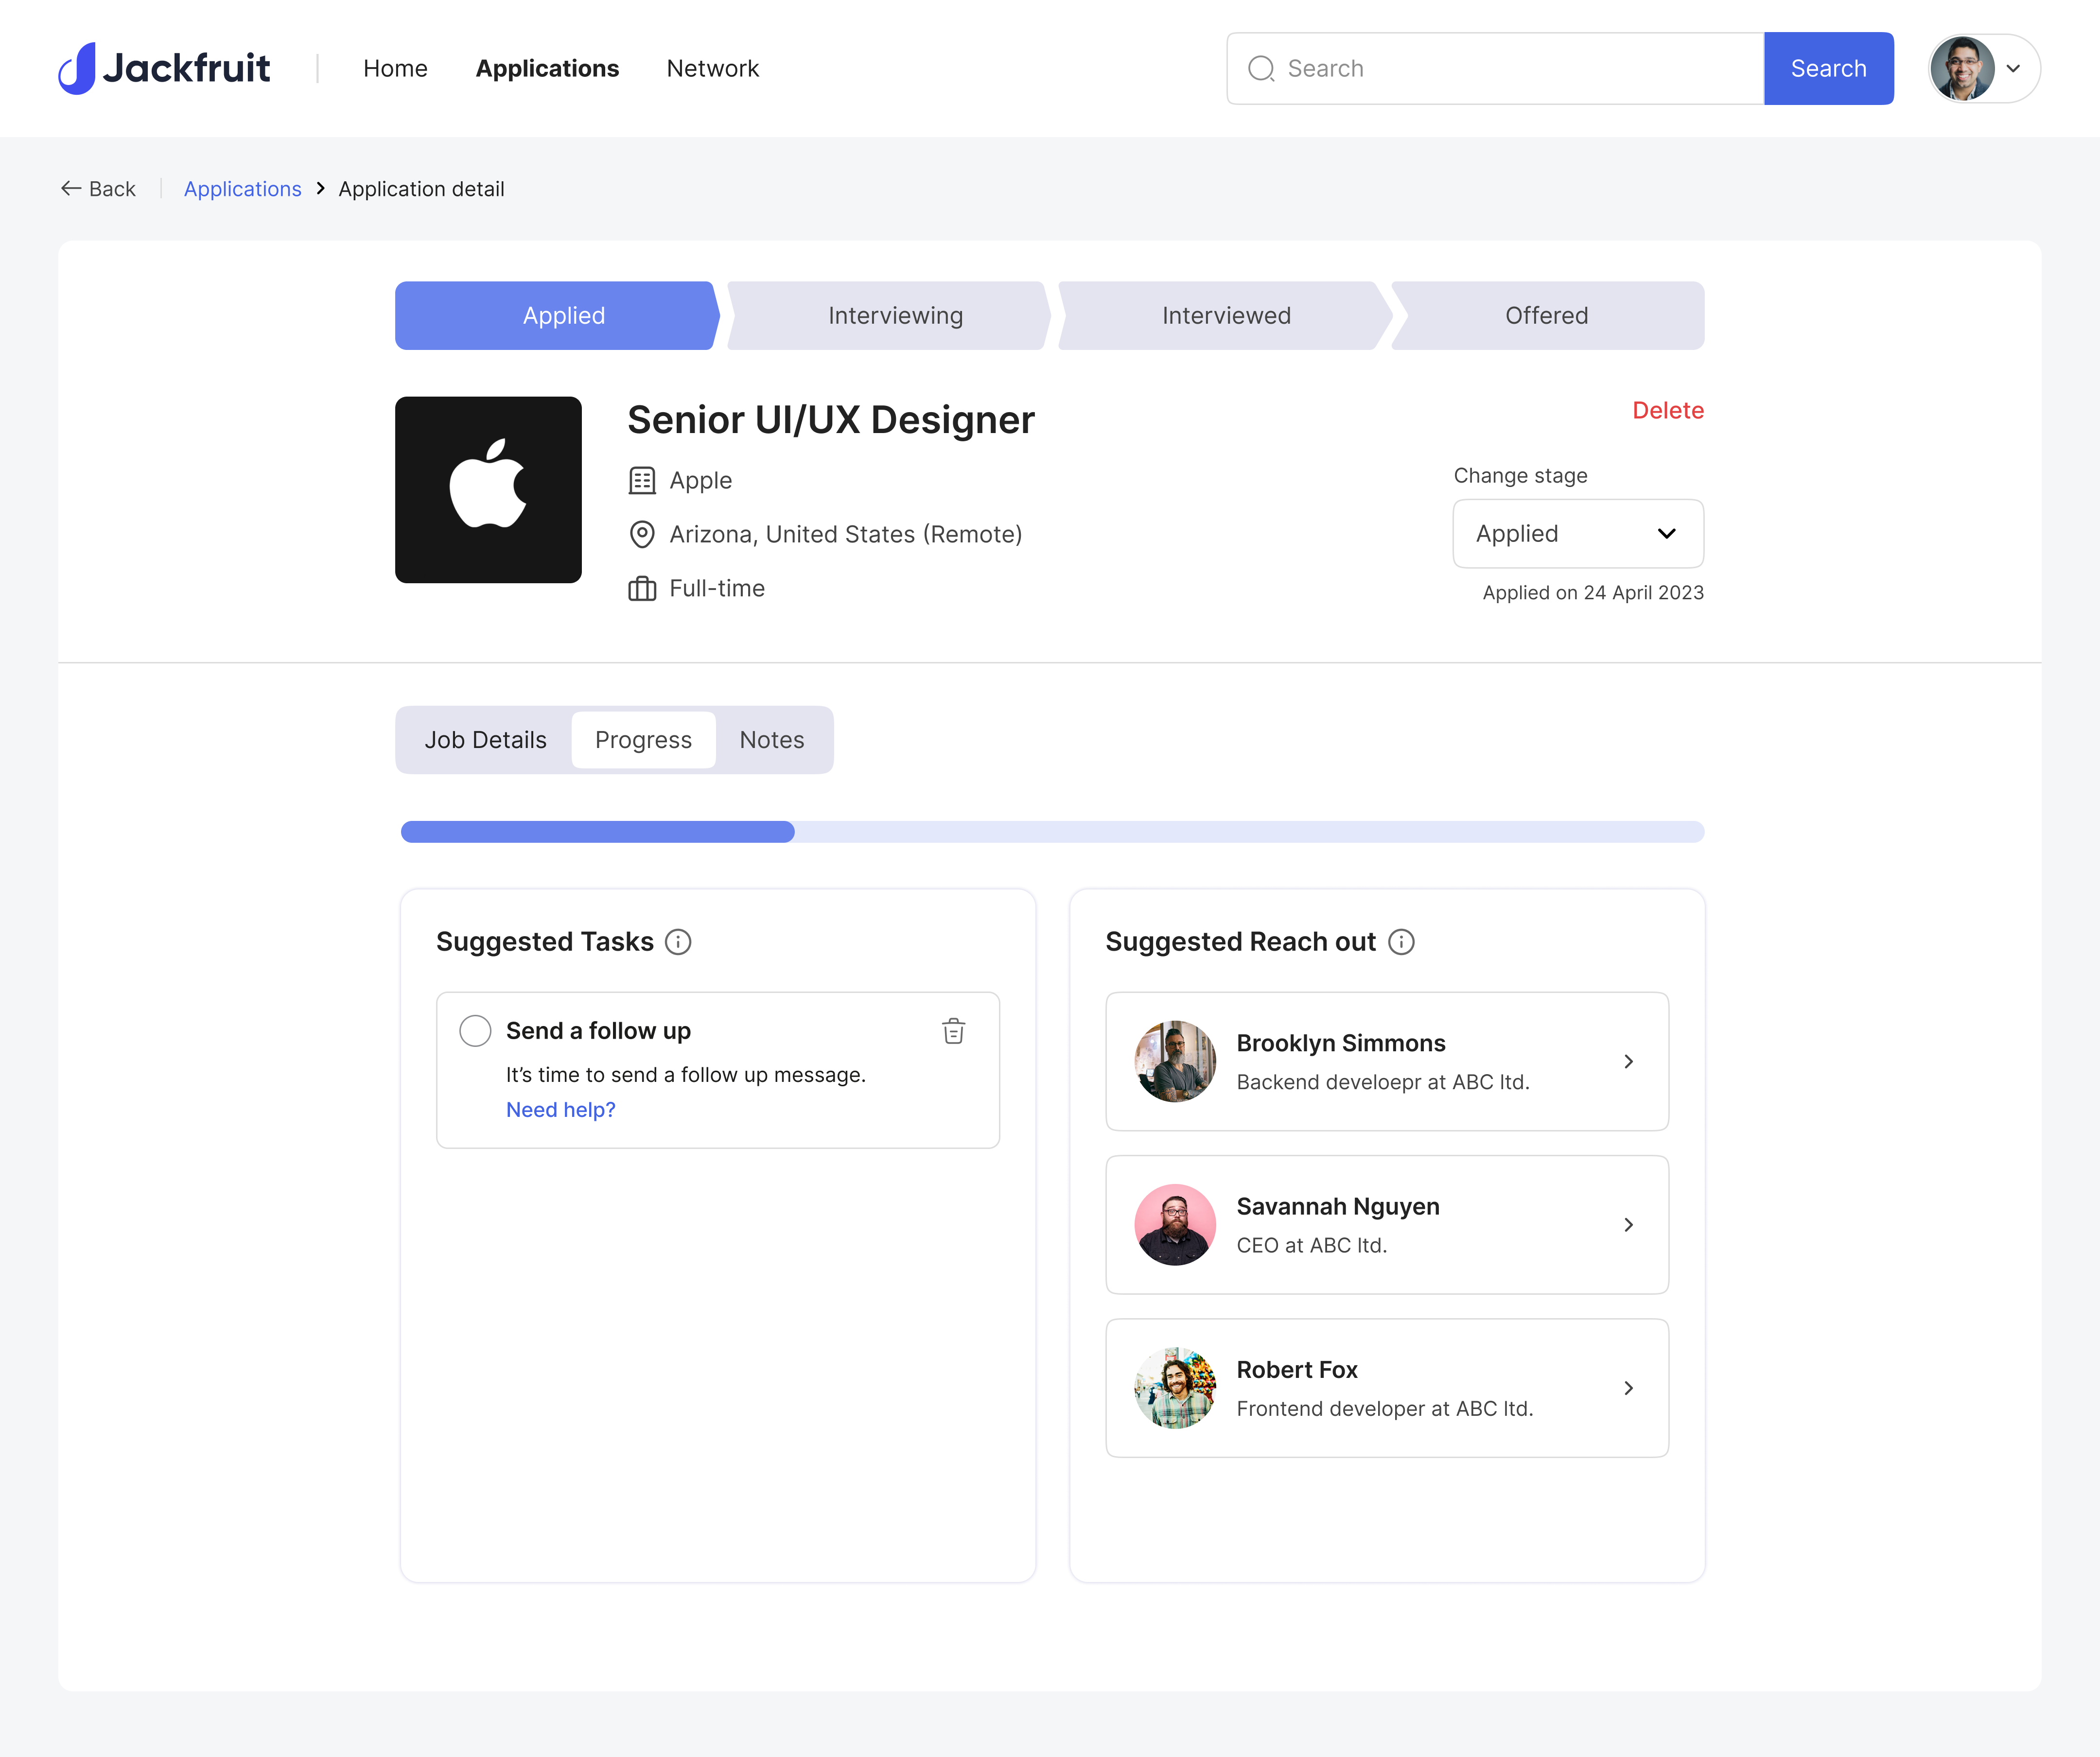 Jackfruit
Home
Applications
Network
Search
Search
Back
Applications
Application detail
Applied
Interviewing
Interviewed
Offered
Senior UI/UX Designer
Delete
Apple
Change stage
Arizona, United States (Remote)
Applied
Full-time
Applied on 24 April 2023
Job Details
Progress
Notes
Suggested Tasks
Send a follow up
It’s time to send a follow up message.
Need help?
Suggested Reach out
Brooklyn Simmons
Backend develoepr at ABC ltd.
Savannah Nguyen
CEO at ABC ltd.
Robert Fox
Frontend developer at ABC ltd.